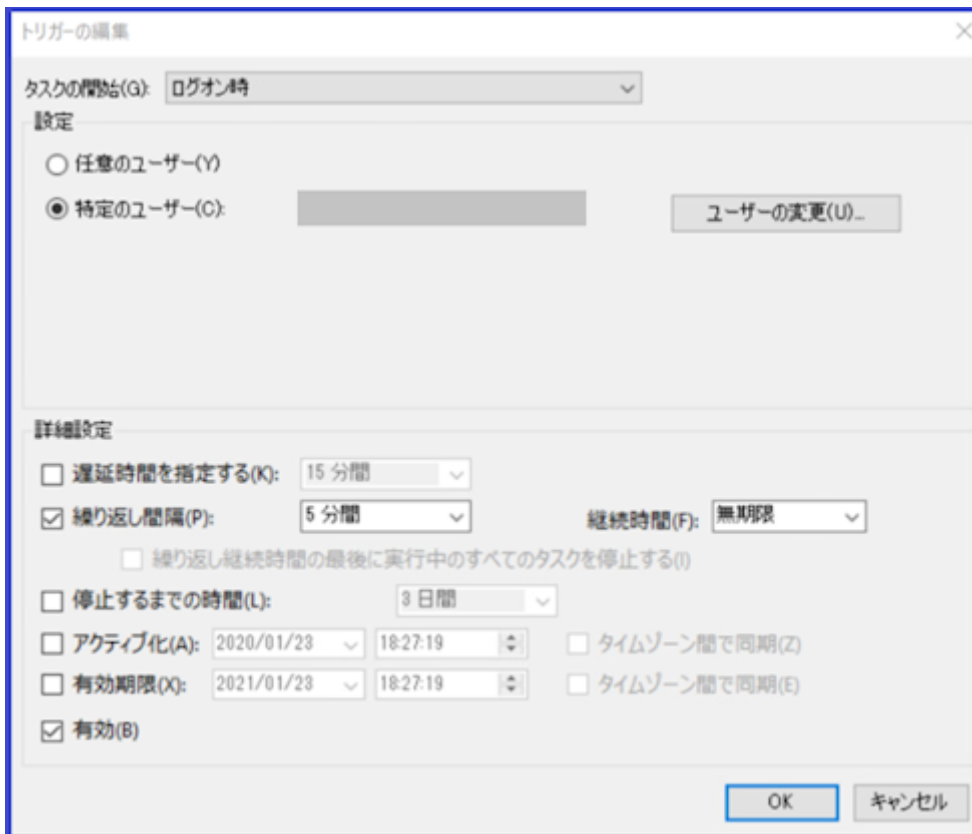 トリガーの編集
タスクの開始(G): ログオン時
設定
任意のユーザー(Y)
特定のユーザー(C): ユーザーの変更(U)...
詳細設定
遅延時間を指定する(K): 15 分間
繰り返し間隔(P): 5 分間 継続時間(F): 無期限
繰り返し継続時間の最後に実行中のすべてのタスクを停止する(I)
停止するまでの時間(L): 3 日間
アクティブ化(A): 2020/01/23 18:27:19 タイムゾーン間で同期(Z)
有効期限(X): 2021/01/23 18:27:19 タイムゾーン間で同期(E)
有効(B)
OK キャンセル